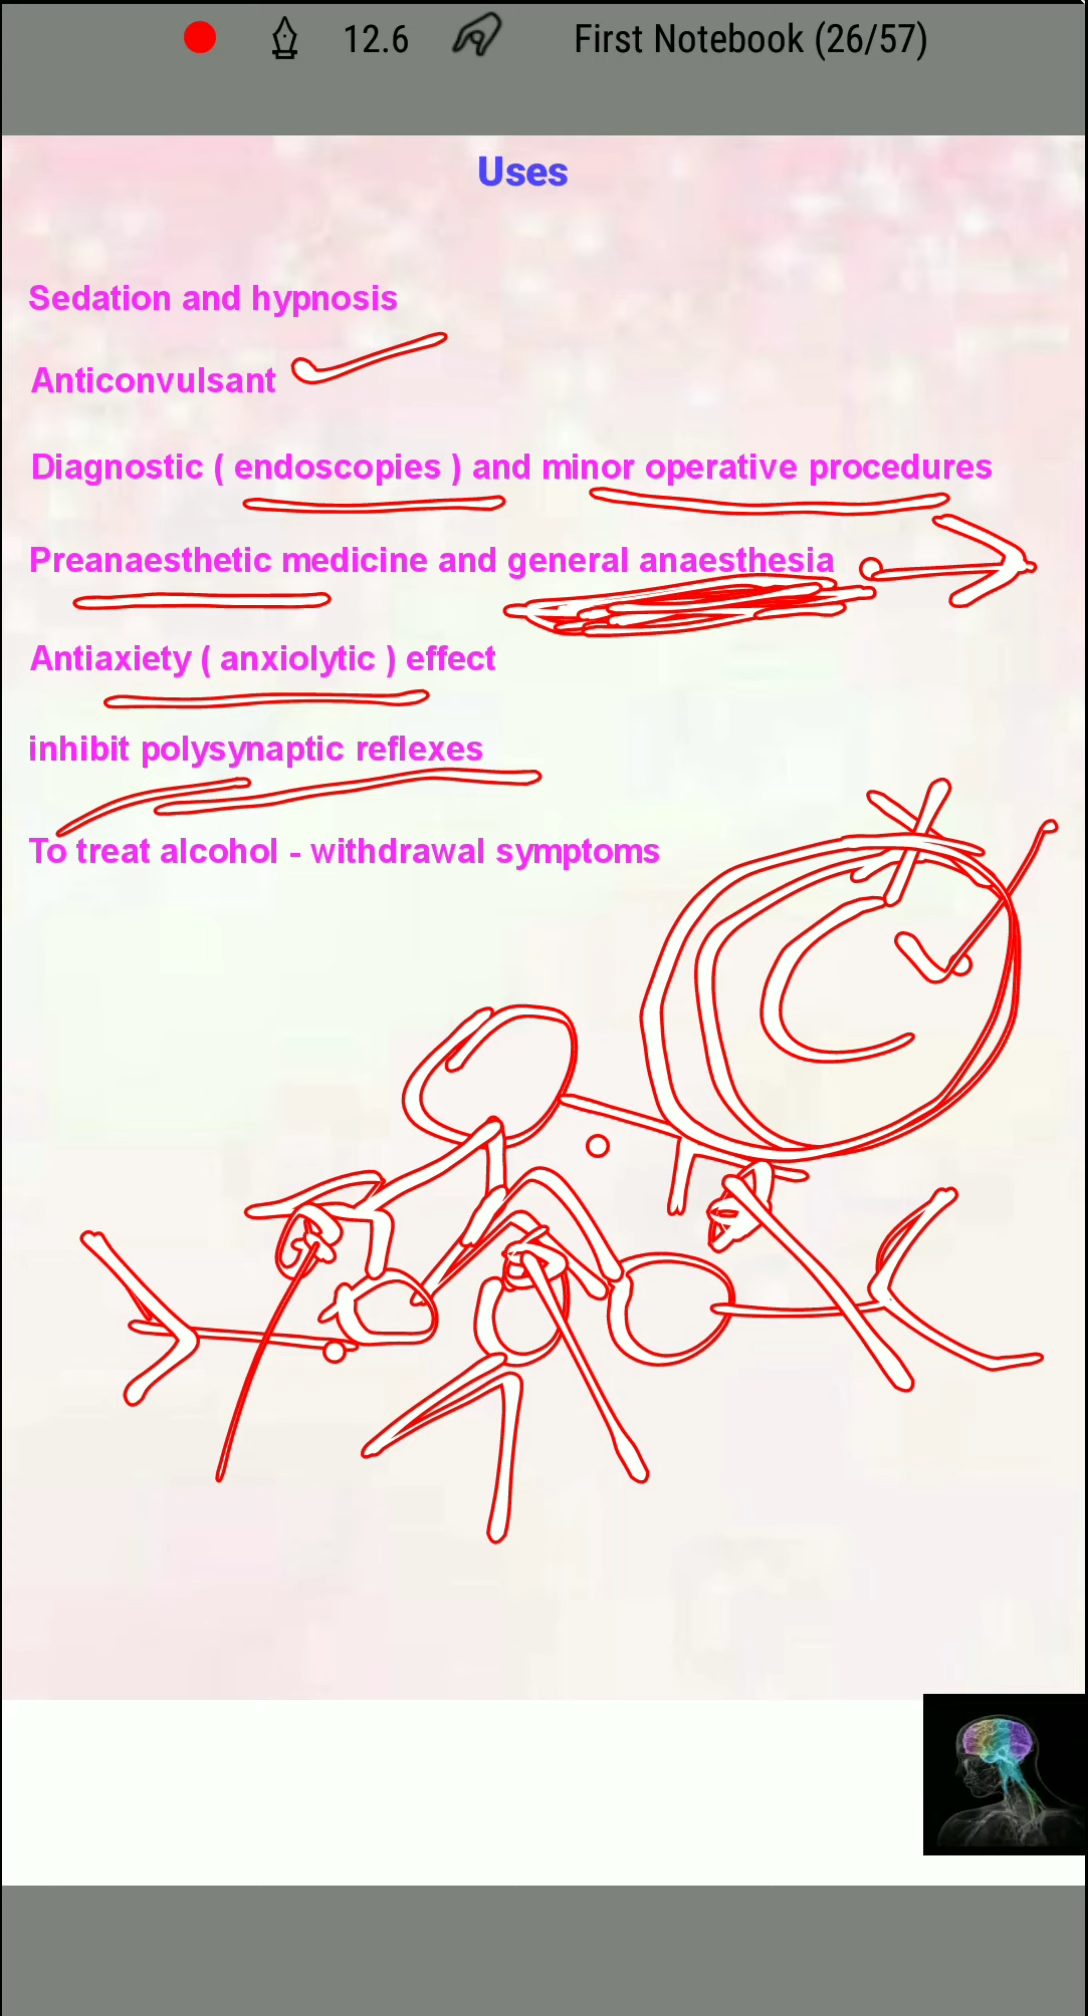 12.6 First Notebook (26/57)
Uses
Sedation and hypnosis
Anticonvulsant
Diagnostic ( endoscopies ) and minor operative procedures
Preanaesthetic medicine and general anaesthesia
Antiaxiety ( anxiolytic ) effect
inhibit polysynaptic reflexes
To treat alcohol - withdrawal symptoms